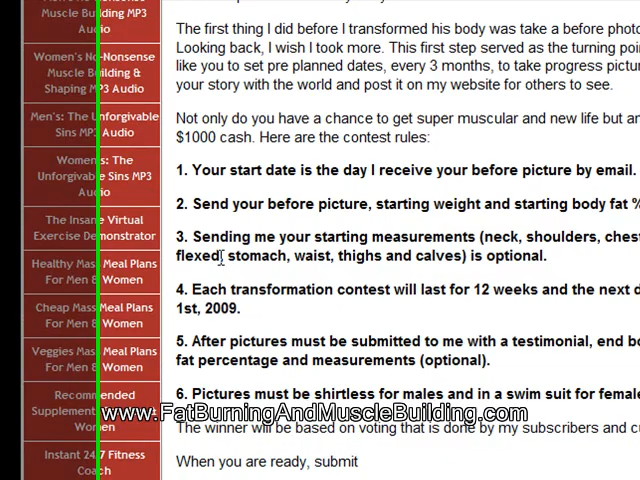 Muscle Building MP3
Audio
Women's No-Nonsense
Muscle Building &
Shaping MP3 Audio
Men's: The Unforgivable
Sins MP3 Audio
Women's: The
Unforgivable Sins MP3
Audio
The Insane Virtual
Exercise Demonstrator
Healthy Mass Meal Plans
For Men & Women
Cheap Mass Meal Plans
For Men & Women
Veggies Mass Meal Plans
For Men & Women
Recommended
Supplement
Women
Instant 24/7 Fitness
Coach
The first thing I did before I transformed his body was take a before photo
Looking back, I wish I took more. This first step served as the turning
like you to set pre planned dates, every 3 months, to take progress
your story with the world and post it on my website for others to see.
Not only do you have a chance to get super muscular and new life but
$1000 cash. Here are the contest rules:
1. Your start date is the day I receive your before picture by email.
2. Send your before picture, starting weight and starting body fat %
3. Sending me your starting measurements (neck, shoulders, chest
flexed, stomach, waist, thighs and calves) is optional.
4. Each transformation contest will last for 12 weeks and the next
1st, 2009.
5. After pictures must be submitted to me with a testimonial, end
fat percentage and measurements (optional).
6. Pictures must be shirtless for males and in a swim suit for
www.FatBurningAndMuscleBuilding.com
The winner will be based on voting that is done by my subscribers and
When you are ready, submit